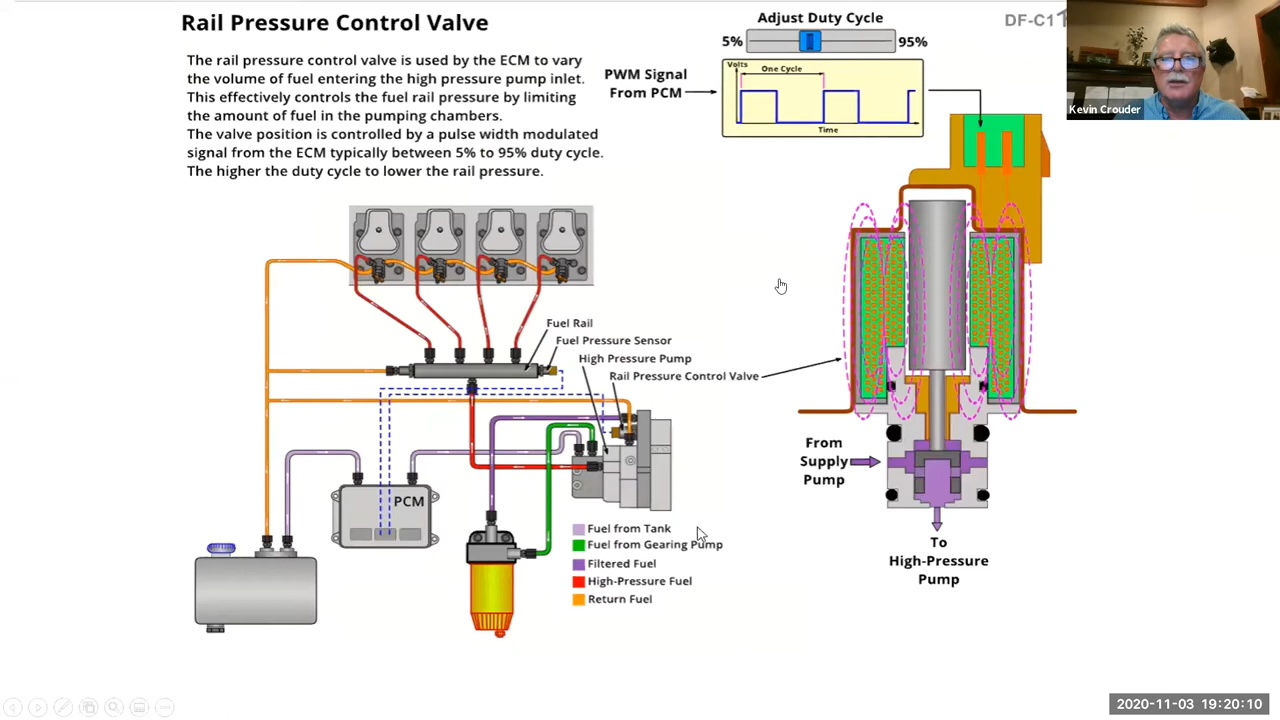 Rail Pressure Control Valve
The rail pressure control valve is used by the ECM to vary
the volume of fuel entering the high pressure pump inlet.
This effectively controls the fuel rail pressure by limiting
the amount of fuel in the pumping chambers.
The valve position is controlled by a pulse width modulated
signal from the ECM typically between 5% to 95% duty cycle.
The higher the duty cycle to lower the rail pressure.
Adjust Duty Cycle
5%
95%
DF-C11
Kevin Crouder
PWM Signal
From PCM
Volts
One Cycle
Time
Fuel Rail
Fuel Pressure Sensor
High Pressure Pump
Rail Pressure Control Valve
From
Supply
Pump
To
High-Pressure
Pump
PCM
Fuel from Tank
Fuel from Gearing Pump
Filtered Fuel
High-Pressure Fuel
Return Fuel
2020-11-03 19:20:10